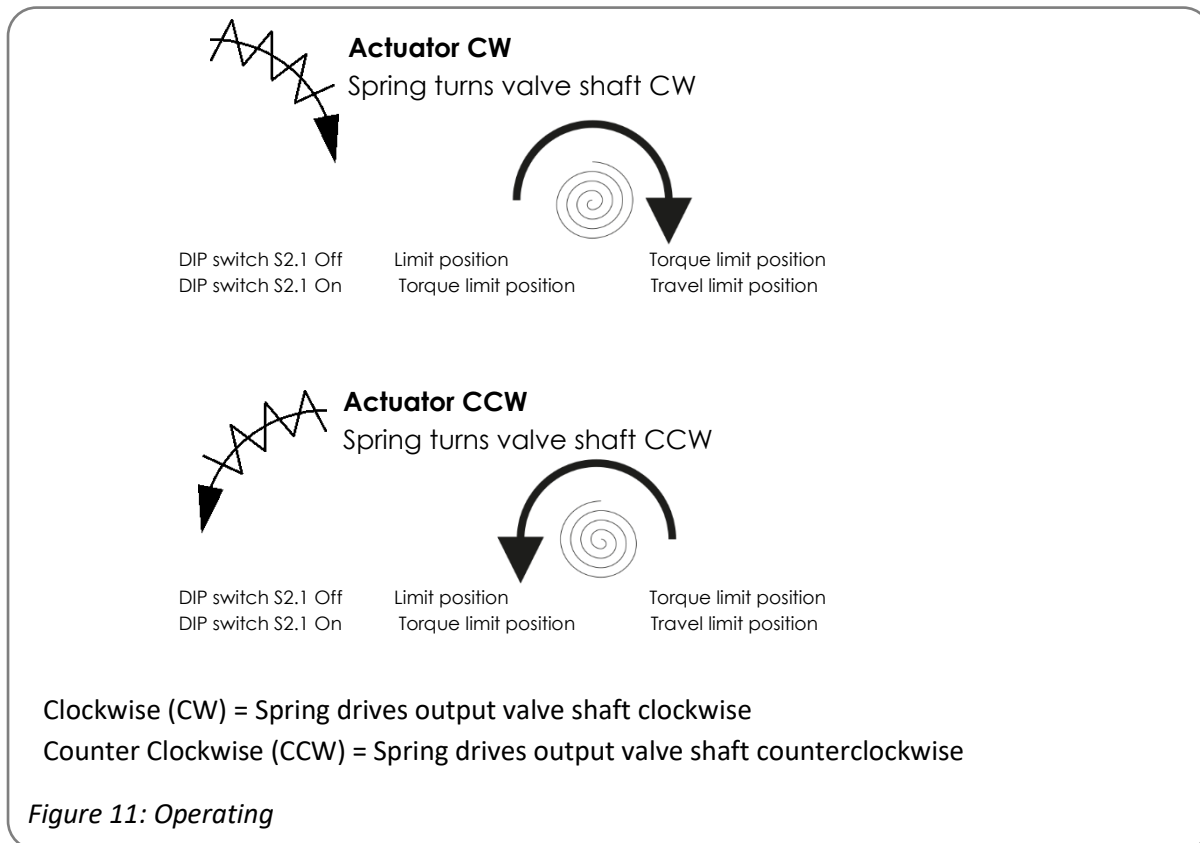 Actuator CW
Spring turns valve shaft CW
DIP switch S2.1 Off Limit position Torque limit position
DIP switch S2.1 On Torque limit position Travel limit position
Actuator CCW
Spring turns valve shaft CCW
DIP switch S2.1 Off Limit position Torque limit position
DIP switch S2.1 On Torque limit position Travel limit position
Clockwise (CW) = Spring drives output valve shaft clockwise
Counter Clockwise (CCW) = Spring drives output valve shaft counterclockwise
Figure 11: Operating